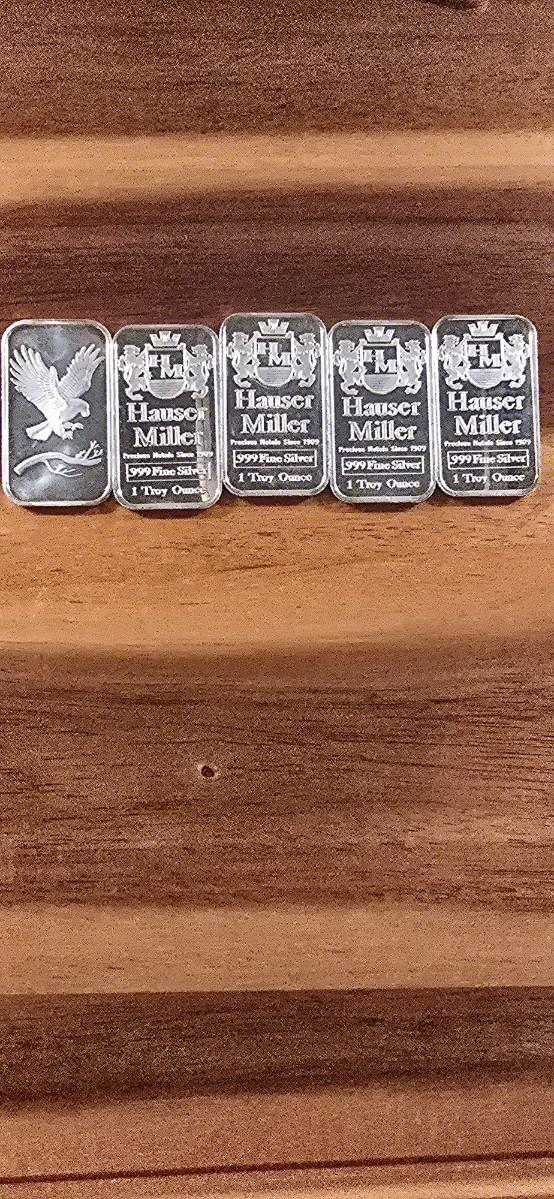 HM
Hauser
Miller
Precious Metals Since 1909
999 Fine Silver
1 Troy Ounce
HM
Hauser
Miller
Precious Metals Since 1909
999 Fine Silver
1 Troy Ounce
HM
Hauser
Miller
Precious Metals Since 1909
999 Fine Silver
1 Troy Ounce
HM
Hauser
Miller
Precious Metals Since 1909
999 Fine Silver
1 Troy Ounce